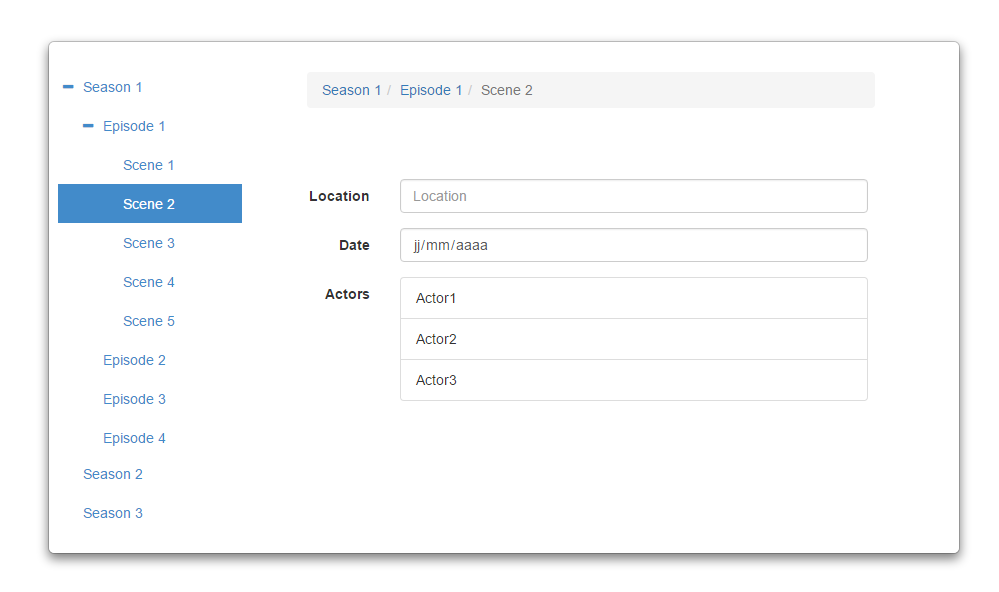 Season 1
Episode 1
Scene 1
Scene 2
Scene 3
Scene 4
Scene 5
Episode 2
Episode 3
Episode 4
Season 2
Season 3
Season 1 / Episode 1 / Scene 2
Location Location
Date jj/mm/aaaa
Actors Actor1
Actor2
Actor3